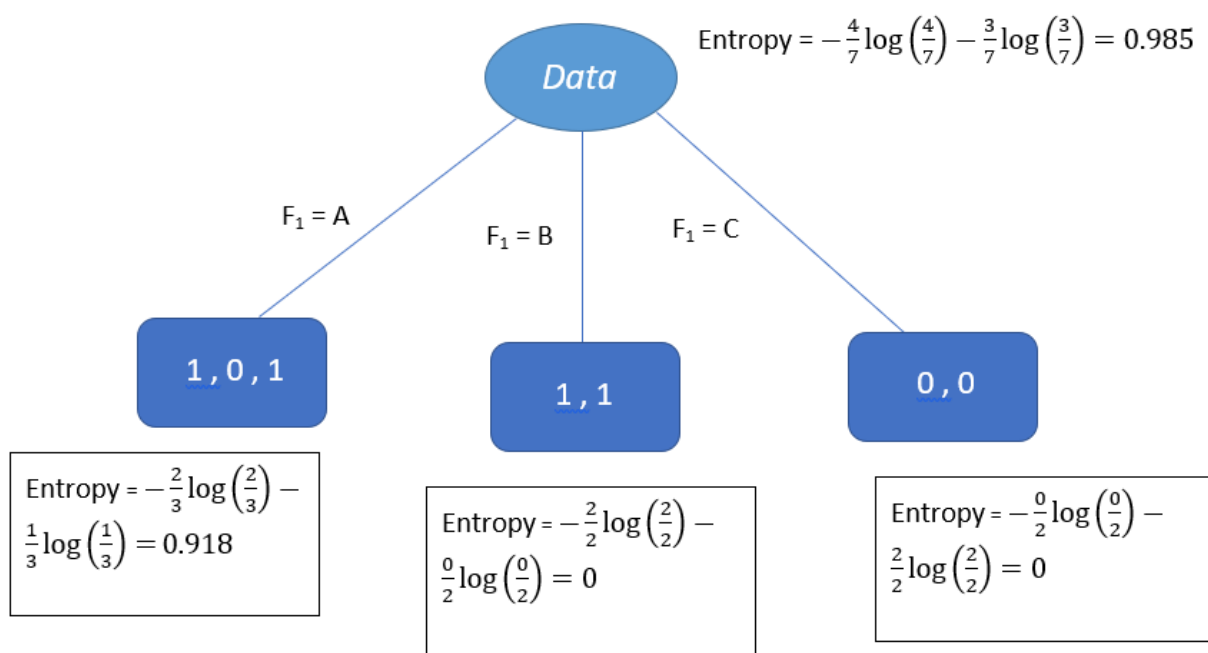 Entropy = −4/7 log(4/7) − 3/7 log(3/7) = 0.985
Data
F₁ = A
F₁ = B
F₁ = C
1 , 0 , 1
1 , 1
0 , 0
Entropy = −2/3 log(2/3) −
1/3 log(1/3) = 0.918
Entropy = −2/2 log(2/2) −
0/2 log(0/2) = 0
Entropy = −0/2 log(0/2) −
2/2 log(2/2) = 0